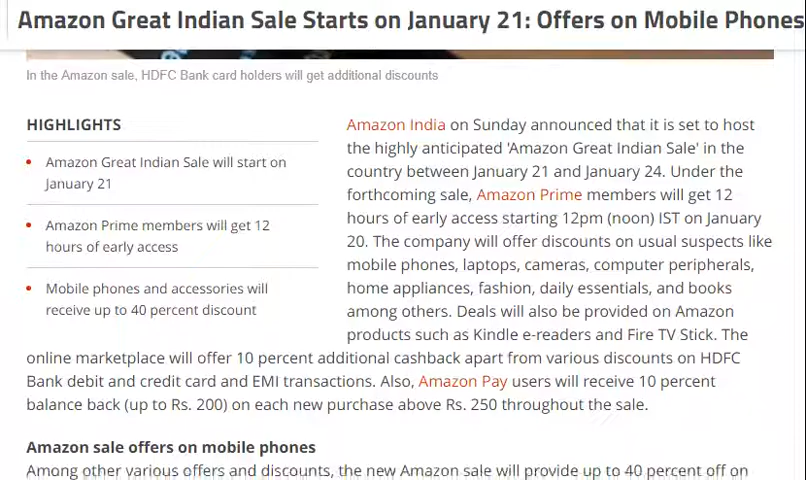 Amazon Great Indian Sale Starts on January 21: Offers on Mobile Phones
In the Amazon sale, HDFC Bank card holders will get additional discounts
HIGHLIGHTS
Amazon Great Indian Sale will start on
January 21
Amazon Prime members will get 12
hours of early access
Mobile phones and accessories will
receive up to 40 percent discount
Amazon India on Sunday announced that it is set to host
the highly anticipated 'Amazon Great Indian Sale' in the
country between January 21 and January 24. Under the
forthcoming sale, Amazon Prime members will get 12
hours of early access starting 12pm (noon) IST on January
20. The company will offer discounts on usual suspects like
mobile phones, laptops, cameras, computer peripherals,
home appliances, fashion, daily essentials, and books
among others. Deals will also be provided on Amazon
products such as Kindle e-readers and Fire TV Stick. The
online marketplace will offer 10 percent additional cashback apart from various discounts on HDFC
Bank debit and credit card and EMI transactions. Also, Amazon Pay users will receive 10 percent
balance back (up to Rs. 200) on each new purchase above Rs. 250 throughout the sale.
Amazon sale offers on mobile phones
Among other various offers and discounts, the new Amazon sale will provide up to 40 percent off on